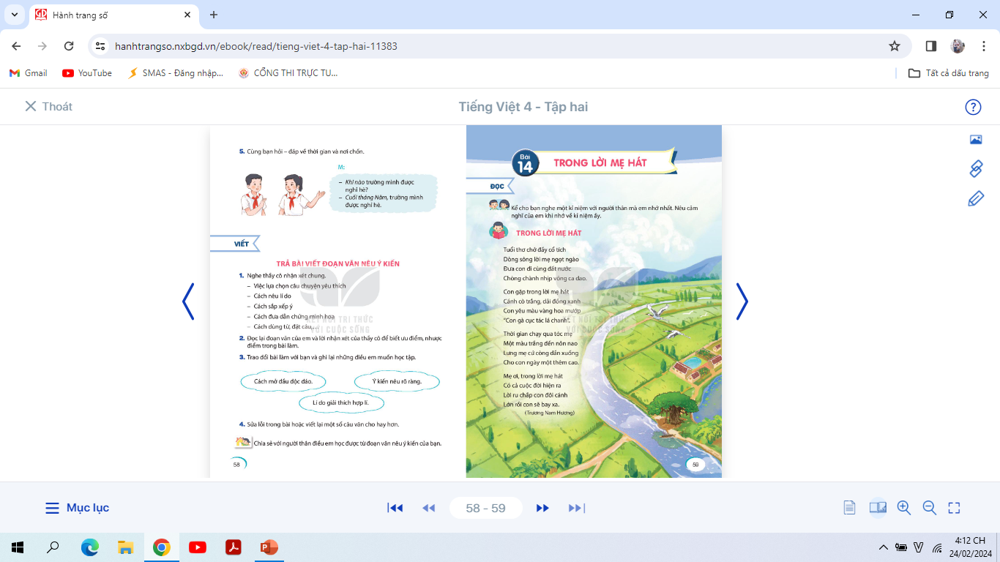 Hành trang số
hanhtrangso.nxbgd.vn/ebook/read/tieng-viet-4-tap-hai-11383
Gmail
YouTube
SMAS - Đăng nhập...
CỔNG THI TRỰC TU...
Tất cả dấu trang
Thoát
Tiếng Việt 4 - Tập hai
5. Cùng bạn hỏi – đáp về thời gian và nơi chốn.
M:
– Khi nào trường mình được
nghỉ hè?
– Cuối tháng Năm, trường mình
được nghỉ hè.
VIẾT
TRẢ BÀI VIẾT ĐOẠN VĂN NÊU Ý KIẾN
1. Nghe thầy cô nhận xét chung.
– Việc lựa chọn câu chuyện yêu thích
– Cách nêu lí do
– Cách sắp xếp ý
– Cách đưa dẫn chứng minh hoạ
– Cách dùng từ, đặt câu,...
2. Đọc lại đoạn văn của em và lời nhận xét của thầy cô để biết ưu điểm, nhược
điểm trong bài làm.
3. Trao đổi bài làm với bạn và ghi lại những điều em muốn học tập.
Cách mở đầu độc đáo.
Ý kiến nêu rõ ràng.
Lí do giải thích hợp lí.
4. Sửa lỗi trong bài hoặc viết lại một số câu văn cho hay hơn.
Chia sẻ với người thân điều em học được từ đoạn văn nêu ý kiến của bạn.
58
KẾT NỐI TRI THỨC
VỚI CUỘC SỐNG
Bài
14
TRONG LỜI MẸ HÁT
ĐỌC
Kể cho bạn nghe một kỉ niệm với người thân mà em nhớ nhất. Nêu cảm
nghĩ của em khi nhớ về kỉ niệm ấy.
TRONG LỜI MẸ HÁT
Tuổi thơ chở đầy cổ tích
Dòng sông lời mẹ ngọt ngào
Đưa con đi cùng đất nước
Chòng chành nhịp võng ca dao.
Con gặp trong lời mẹ hát
Cánh cò trắng, dải đồng xanh
Con yêu màu vàng hoa mướp
"Con gà cục tác lá chanh".
Thời gian chạy qua tóc mẹ
Một màu trắng đến nôn nao
Lưng mẹ cứ còng dần xuống
Cho con ngày một thêm cao.
Mẹ ơi, trong lời mẹ hát
Có cả cuộc đời hiện ra
Lời ru chắp con đôi cánh
Lớn rồi con sẽ bay xa.
(Trương Nam Hương)
KẾT NỐI TRI THỨC
VỚI CUỘC SỐNG
59
Mục lục
58 - 59
4:12 CH
24/02/2024